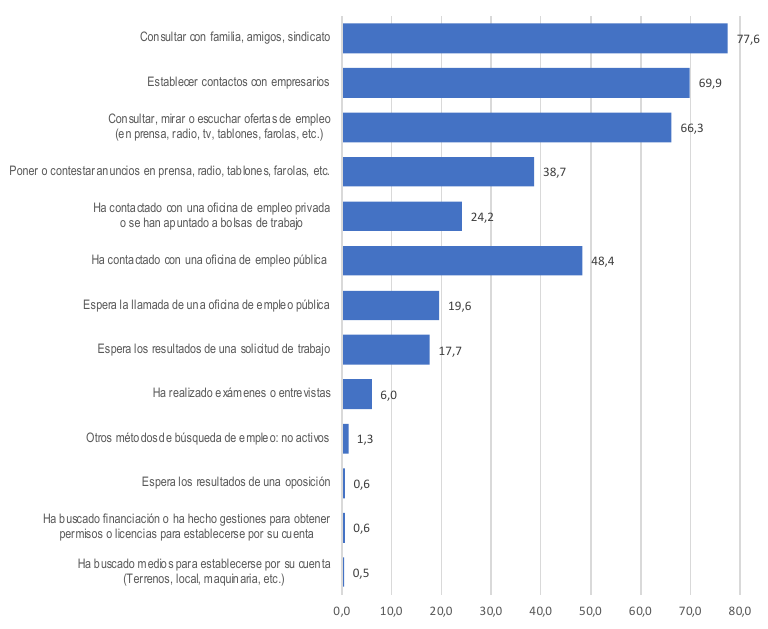 Consultar con familia, amigos, sindicato
77,6
Establecer contactos con empresarios
69,9
Consultar, mirar o escuchar ofertas de empleo
(en prensa, radio, tv, tablones, farolas, etc.)
66,3
Poner o contestar anuncios en prensa, radio, tablones, farolas, etc.
38,7
Ha contactado con una oficina de empleo privada
o se han apuntado a bolsas de trabajo
24,2
Ha contactado con una oficina de empleo pública
48,4
Espera la llamada de una oficina de empleo pública
19,6
Espera los resultados de una solicitud de trabajo
17,7
Ha realizado exámenes o entrevistas
6,0
Otros métodos de búsqueda de empleo: no activos
1,3
Espera los resultados de una oposición
0,6
Ha buscado financiación o ha hecho gestiones para obtener
permisos o licencias para establecerse por su cuenta
0,6
Ha buscado medios para establecerse por su cuenta
(Terrenos, local, maquinaria, etc.)
0,5
0,0 10,0 20,0 30,0 40,0 50,0 60,0 70,0 80,0